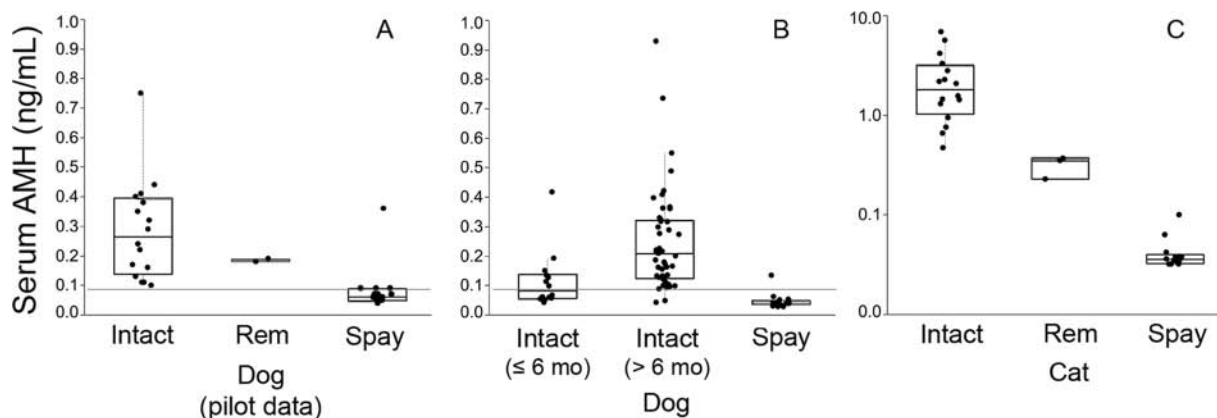 Serum AMH (ng/mL)
A
1.0
0.9
0.8
0.7
0.6
0.5
0.4
0.3
0.2
0.1
0.0
Intact Rem Spay
Dog
(pilot data)
B
1.0
0.9
0.8
0.7
0.6
0.5
0.4
0.3
0.2
0.1
0.0
Intact Intact Spay
(≤ 6 mo) (> 6 mo)
Dog
C
10.0
1.0
0.1
0.0
Intact Rem Spay
Cat